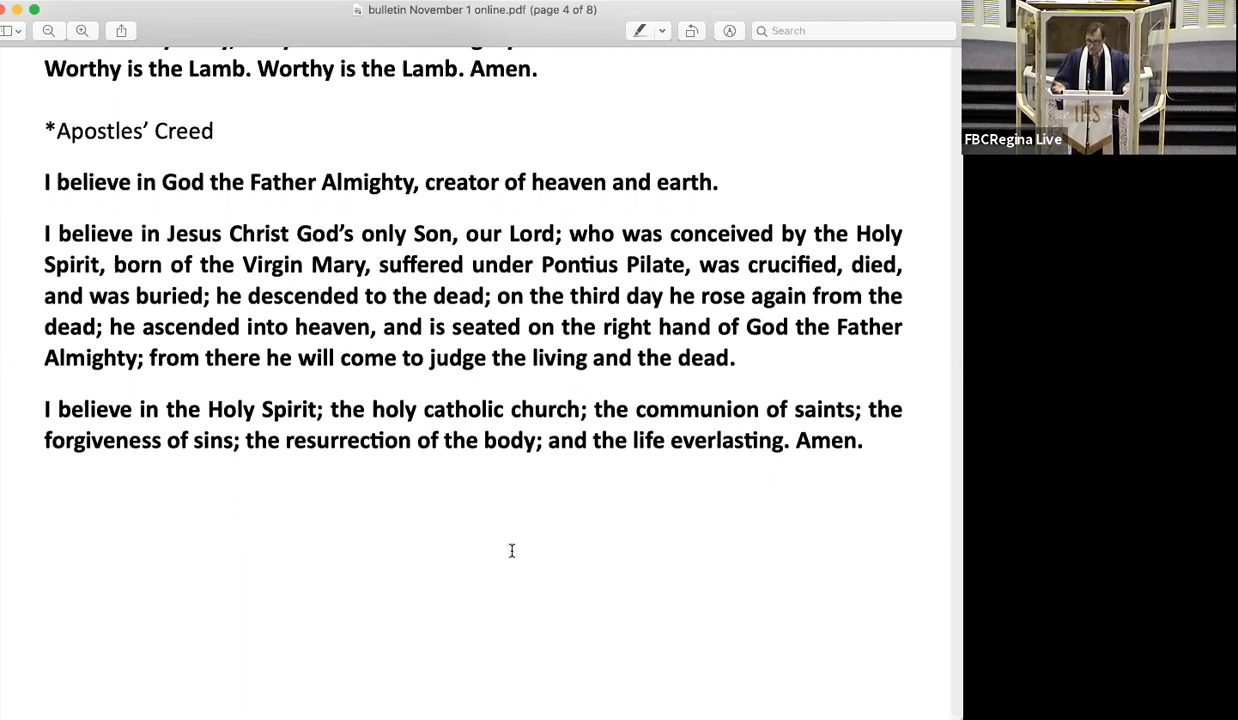 bulletin November 1 online.pdf (page 4 of 8)
Search
Worthy is the Lamb. Worthy is the Lamb. Amen.
*Apostles’ Creed
I believe in God the Father Almighty, creator of heaven and earth.
I believe in Jesus Christ God’s only Son, our Lord; who was conceived by the Holy
Spirit, born of the Virgin Mary, suffered under Pontius Pilate, was crucified, died,
and was buried; he descended to the dead; on the third day he rose again from the
dead; he ascended into heaven, and is seated on the right hand of God the Father
Almighty; from there he will come to judge the living and the dead.
I believe in the Holy Spirit; the holy catholic church; the communion of saints; the
forgiveness of sins; the resurrection of the body; and the life everlasting. Amen.
IHS
FBCRegina Live